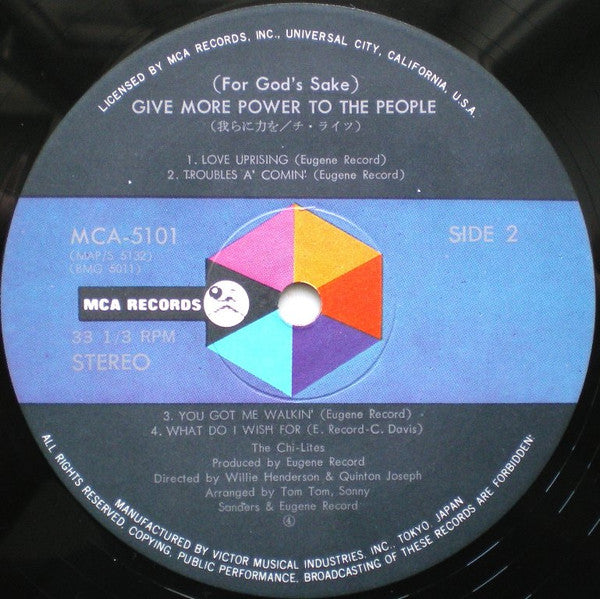 LICENSED BY MCA RECORDS, INC., UNIVERSAL CITY, CALIFORNIA, U.S.A.
(For God's Sake)
GIVE MORE POWER TO THE PEOPLE
(我らに力を/チ・ライツ)
1. LOVE UPRISING (Eugene Record)
2. TROUBLES A' COMIN' (Eugene Record)
MCA-5101
SIDE 2
(MAP/S 5132)
(BMG 5011)
MCA RECORDS
33 1/3 RPM
STEREO
3. YOU GOT ME WALKIN' (Eugene Record)
4. WHAT DO I WISH FOR (E. Record-C. Davis)
The Chi-Lites
Produced by Eugene Record
Directed by Willie Henderson & Quinton Joseph
Arranged by Tom Tom, Sonny
Sanders & Eugene Record
④
MANUFACTURED BY VICTOR MUSICAL INDUSTRIES, INC., TOKYO JAPAN
ALL RIGHTS RESERVED. COPYING, PUBLIC PERFORMANCE, BROADCASTING OF THESE RECORDS ARE FORBIDDEN.